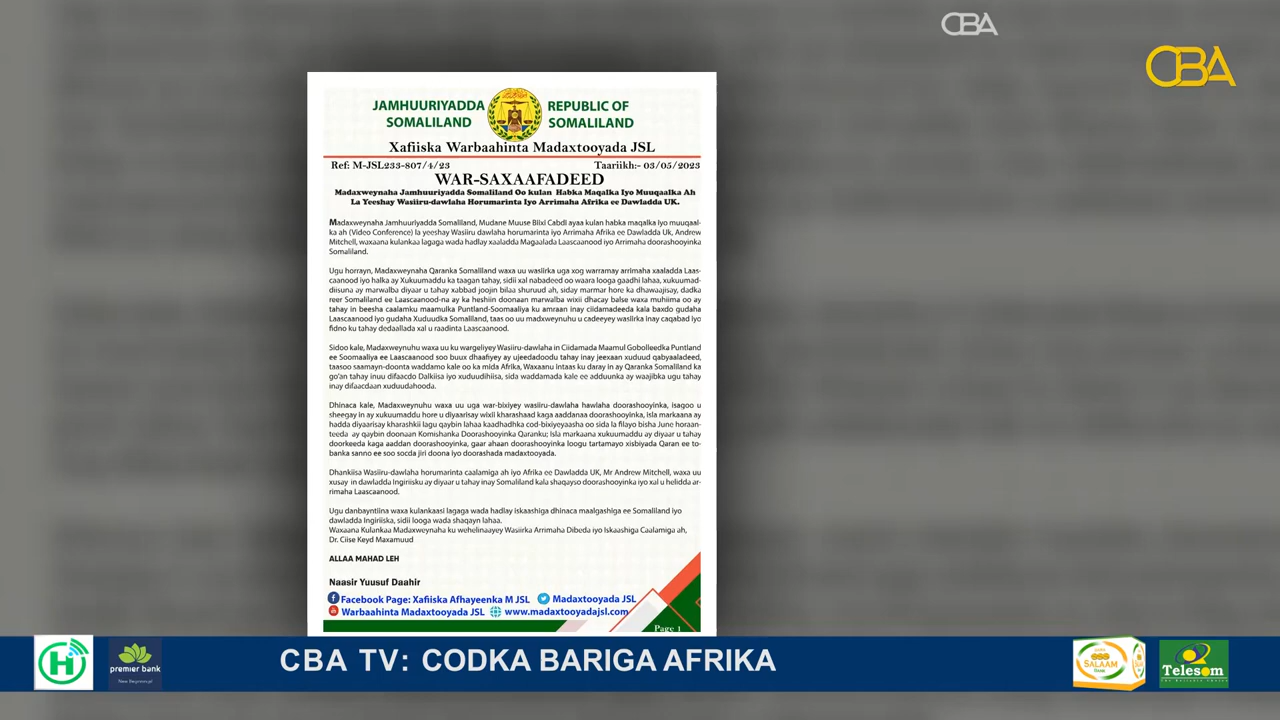 CBA
CBA
JAMHUURIYADDA SOMALILAND
REPUBLIC OF SOMALILAND
Xafiiska Warbaahinta Madaxtooyada JSL
Ref: M-JSL233-807/4/23
Taariikh:- 03/05/2023
WAR-SAXAAFADEED
Madaxweynaha Jamhuuriyadda Somaliland Oo kulan Habka Maqalka Iyo Muuqaalka Ah
La Yeeshay Wasiiru-dawlaha Horumarinta Iyo Arrimaha Afrika ee Dawladda UK.
Madaxweynaha Jamhuuriyadda Somaliland, Mudane Muuse Biixi Cabdi ayaa kulan habka maqalka iyo muuqaal-
ka ah (Video Conference) la yeeshay Wasiiru dawlaha horumarinta iyo Arrimaha Afrika ee Dawladda Uk, Andrew
Mitchell, waxaana kulankaa lagaga wada hadlay xaaladda Magaalada Laascaanood iyo Arrimaha doorashooyinka
Somaliland.
Ugu horrayn, Madaxweynaha Qaranka Somaliland waxa uu wasiirka uga xog warramay arrimaha xaaladda Laas-
caanood iyo halka ay Xukuumaddu ka taagan tahay, sidii xal nabadeed oo waara looga gaadhi lahaa, xukuumad-
diisuna ay marwalba diyaar u tahay xabbad joojin bilaa shuruud ah, siday marmar hore ka dhawaajisay, dadka
reer Somaliland ee Laascaanood-na ay ka heshiin doonaan marwalba wixii dhacay balse waxa muhiima oo ay
tahay in beesha caalamku maamulka Puntland-Soomaaliya ku amraan inay ciidamadeeda kala baxdo gudaha
Laascaanood iyo gudaha Xuduudka Somaliland, taas oo uu madxweynuhu u cadeeyey wasiirka inay caqabad iyo
fidno ku tahay dedaallada xal u raadinta Laascaanood.
Sidoo kale, Madaxweynuhu waxa uu ku wargeliyey Wasiiru-dawlaha in Ciidamada Maamul Gobolleedka Puntland
ee Soomaaliya ee Laascaanood soo buux dhaafiyey ay ujeedadoodu tahay inay jeexaan xuduud qabyaaladeed,
taasoo saamayn-doonta waddamo kale oo ka mida Afrika, Waxaanu intaas ku daray in ay Qaranka Somaliland ka
go'an tahay inuu difaacdo Dalkiisa iyo xuduudihiisa, sida waddamada kale ee adduunka ay waajibka ugu tahay
inay difaacdaan xuduudahooda.
Dhinaca kale, Madaxweynuhu waxa uu uga war-bixiyey wasiiru-dawlaha hawlaha doorashooyinka, isagoo u
sheegay in ay xukuumaddu hore u diyaarisay wixii kharashaad kaga aaddanaa doorashooyinka, isla markaana ay
hadda diyaarisay kharashkii lagu qaybin lahaa kaadhadhka cod-bixiyeyaasha oo sida la filayo bisha June horaan-
teeda ay qaybin doonaan Komishanka Doorashooyinka Qaranku; Isla markaana xukuumaddu ay diyaar u tahay
doorkeeda kaga aaddan doorashooyinka, gaar ahaan doorashooyinka loogu tartamayo xisbiyada Qaran ee to-
banka sanno ee soo socda jiri doona iyo doorashada madaxtooyada.
Dhankiisa Wasiiru-dawlaha horumarinta caalamiga ah iyo Afrika ee Dawladda UK, Mr Andrew Mitchell, waxa uu
xusay in dawladda Ingiriisku ay diyaar u tahay inay Somaliland kala shaqayso doorashooyinka iyo xal u helidda ar-
rimaha Laascaanood.
Ugu danbayntiina waxa kulankaasi lagaga wada hadlay iskaashiga dhinaca maalgashiga ee Somaliland iyo
dawladda Ingiriiska, sidii looga wada shaqayn lahaa.
Waxaana Kulankaa Madaxweynaha ku wehelinaayey Wasiirka Arrimaha Dibeda iyo Iskaashiga Caalamiga ah,
Dr. Ciise Keyd Maxamuud
ALLAA MAHAD LEH
Naasir Yuusuf Daahir
Facebook Page: Xafiiska Afhayeenka M JSL
Madaxtooyada JSL
Warbaahinta Madaxtooyada JSL
www.madaxtooyadajsl.com
Page 1
premier bank
CBA TV: CODKA BARIGA AFRIKA
SALAAM
Telesom